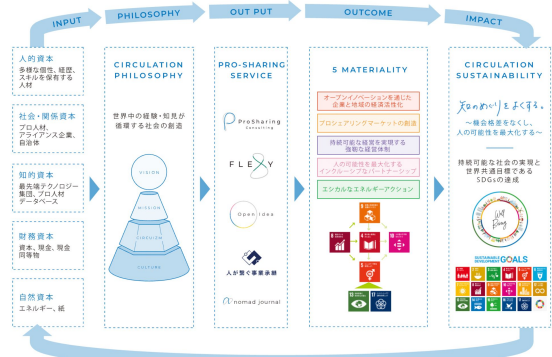 INPUT
PHILOSOPHY
OUT PUT
OUTCOME
IMPACT
人的資本
多様な個性、経歴、
スキルを保有する
人材
社会・関係資本
プロ人材、
アライアンス企業、
自治体
知的資本
最先端テクノロジー
集団、プロ人材
データベース
財務資本
資本、現金、現金
同等物
自然資本
エネルギー、紙
CIRCULATION
PHILOSOPHY
世界中の経験・知見が
循環する社会の創造
VISION
MISSION
CULTURE
PRO-SHARING
SERVICE
ProSharing
Consulting
FLEXY
Open Idea
人が繋ぐ事業承継
nomad journal
5 MATERIALITY
オープンイノベーションを通じた
企業と地域の経済活性化
プロシェアリングマーケットの創造
持続可能な経営を実現する
強靭な経営体制
人の可能性を最大化する
インクルーシブなパートナーシップ
エシカルなエネルギーアクション
CIRCULATION
SUSTAINABILITY
知のめぐりをよくする。
〜機会格差をなくし、
人の可能性を最大化する〜
持続可能な社会の実現と
世界共通目標である
SDGsの達成
Well
Being
SUSTAINABLE
DEVELOPMENT
GOALS